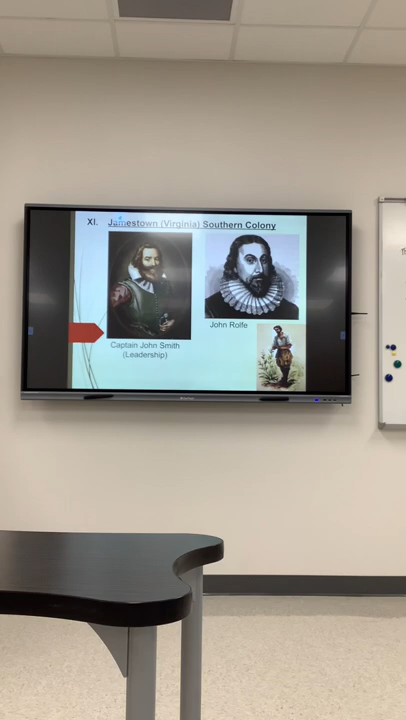 XI. Jamestown (Virginia) Southern Colony
John Rolfe
Captain John Smith
(Leadership)